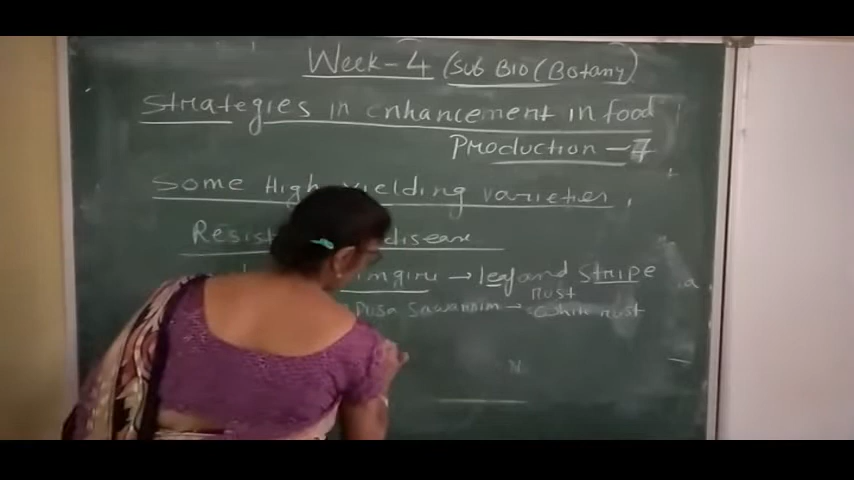 Week-4 (Sub Bio (Botany)
Strategies in enhancement in food
Production - 7
Some High yielding varieties
Resist disease
→ leaf and stripe
rust
Pusa → white rust